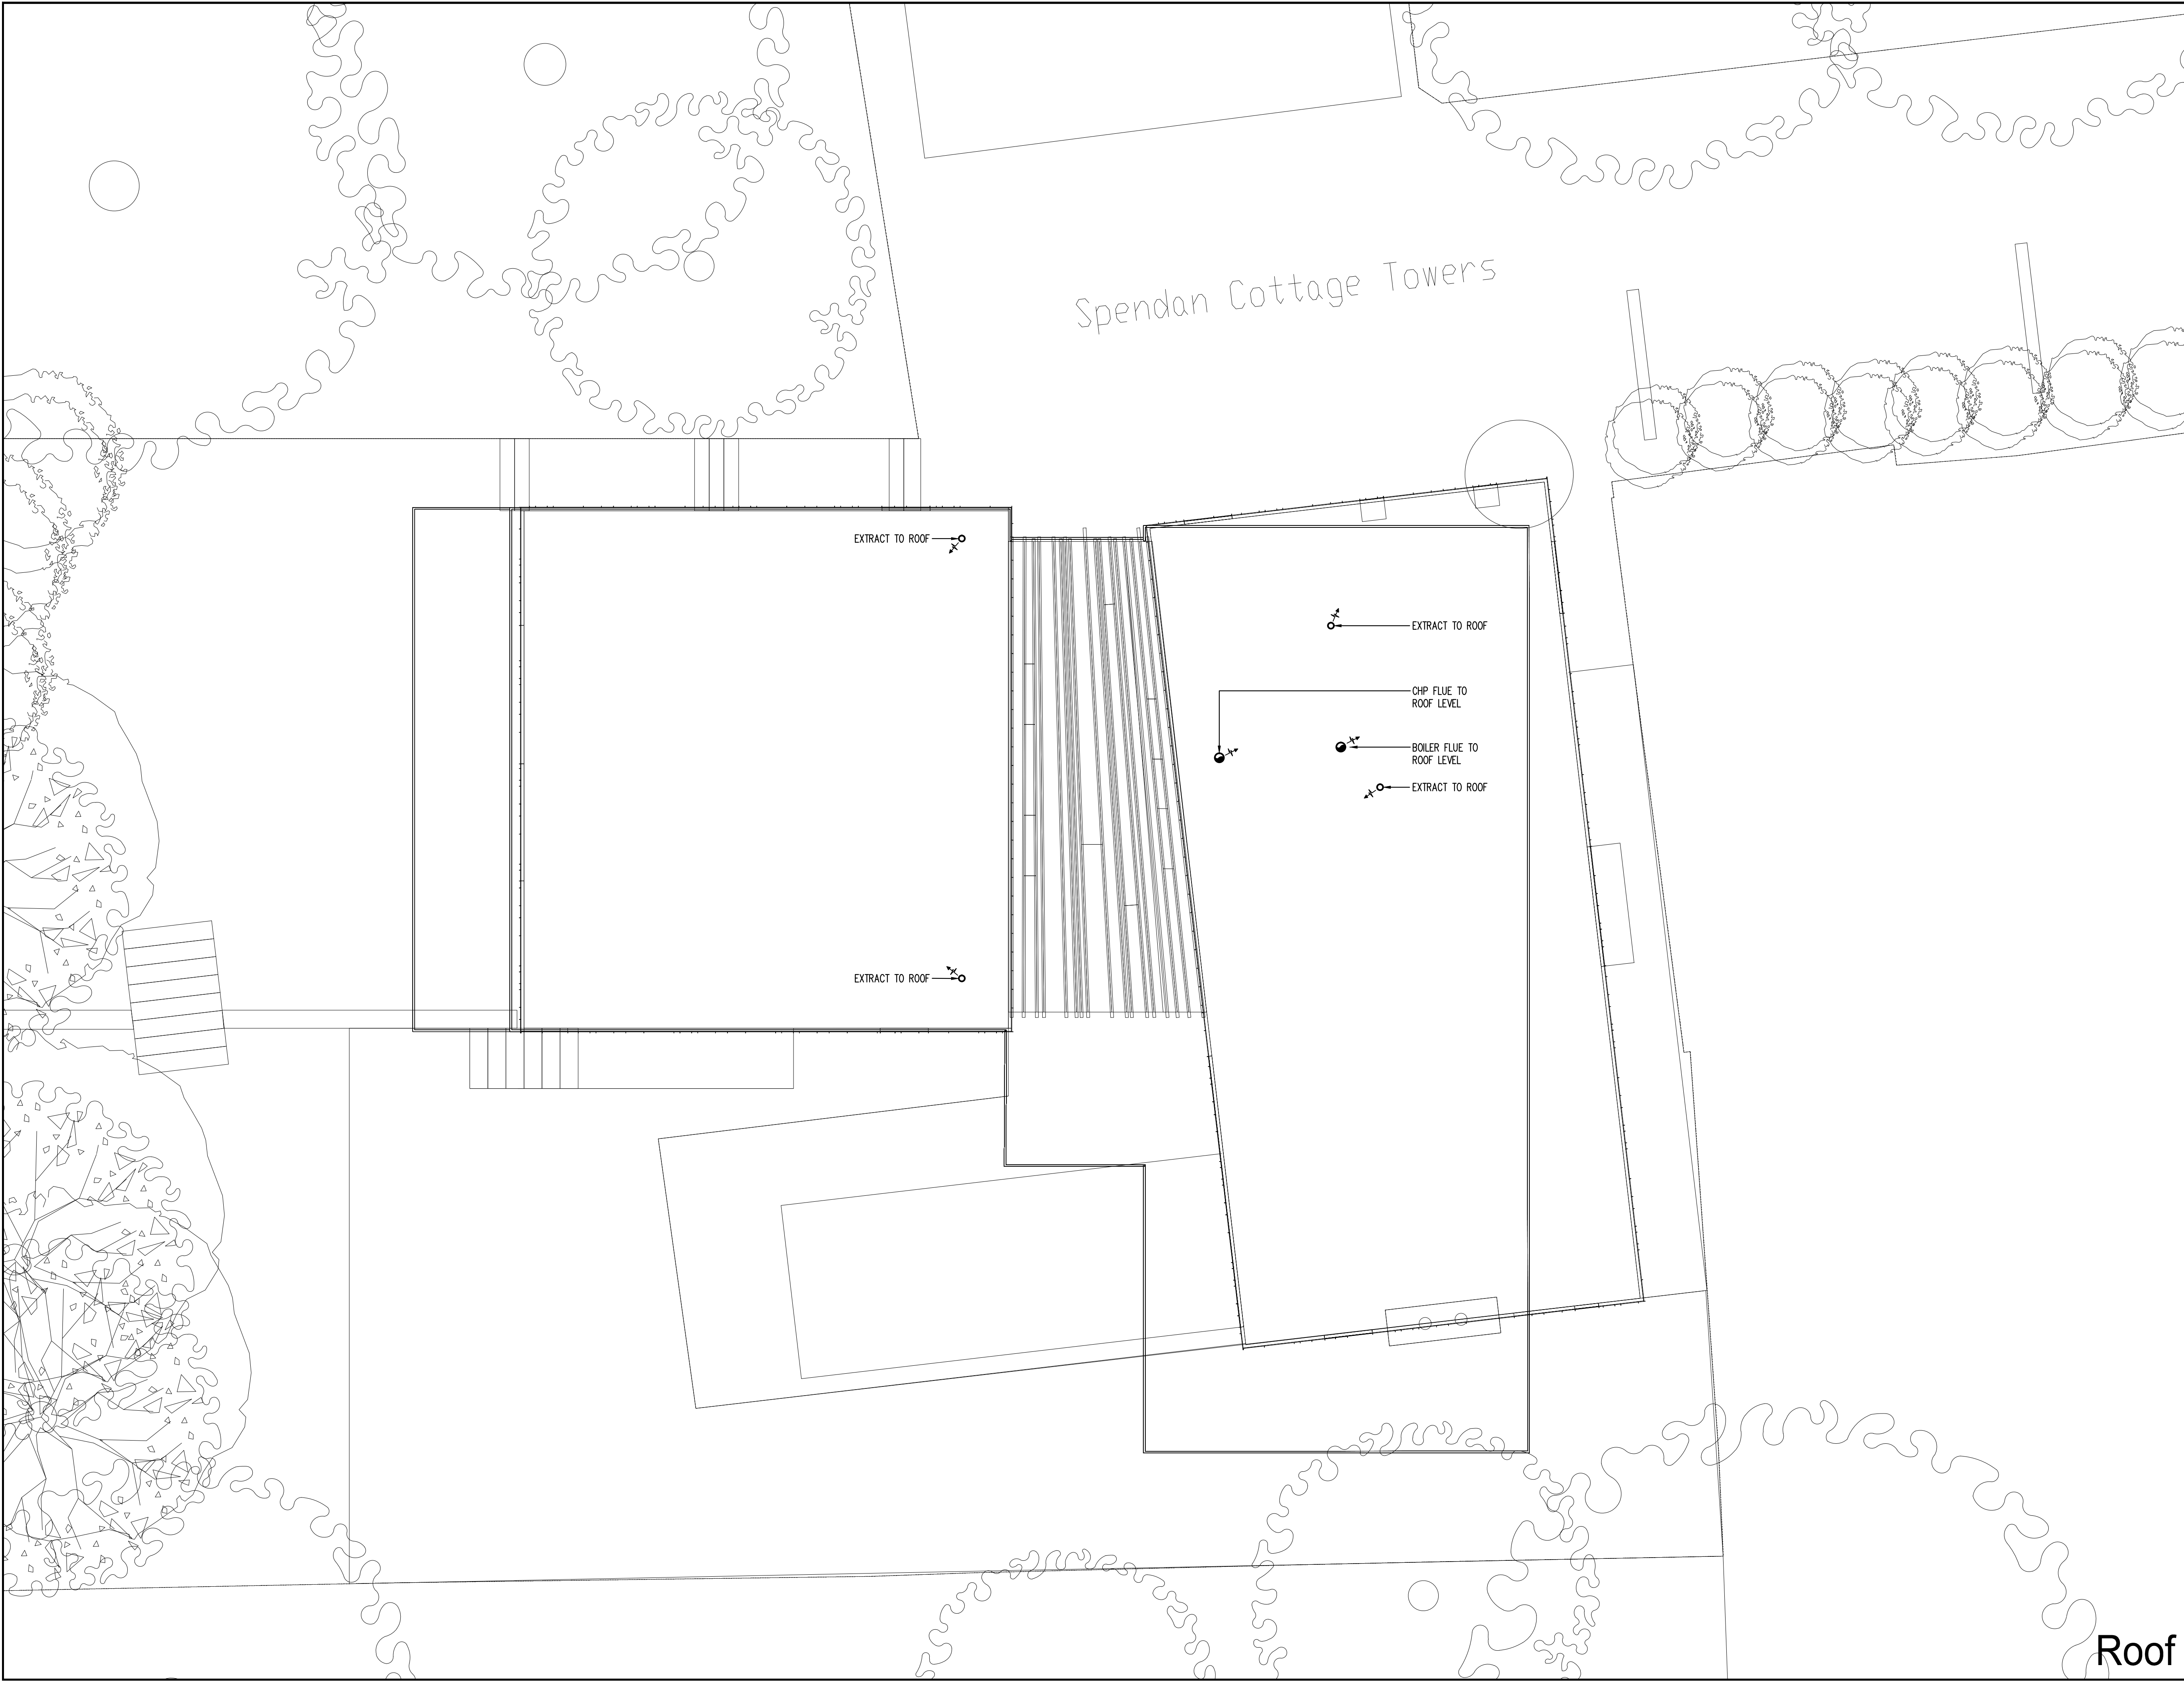 Spendan Cottage Towers
EXTRACT TO ROOF
EXTRACT TO ROOF
CHP FLUE TO
ROOF LEVEL
BOILER FLUE TO
ROOF LEVEL
EXTRACT TO ROOF
EXTRACT TO ROOF
Roof